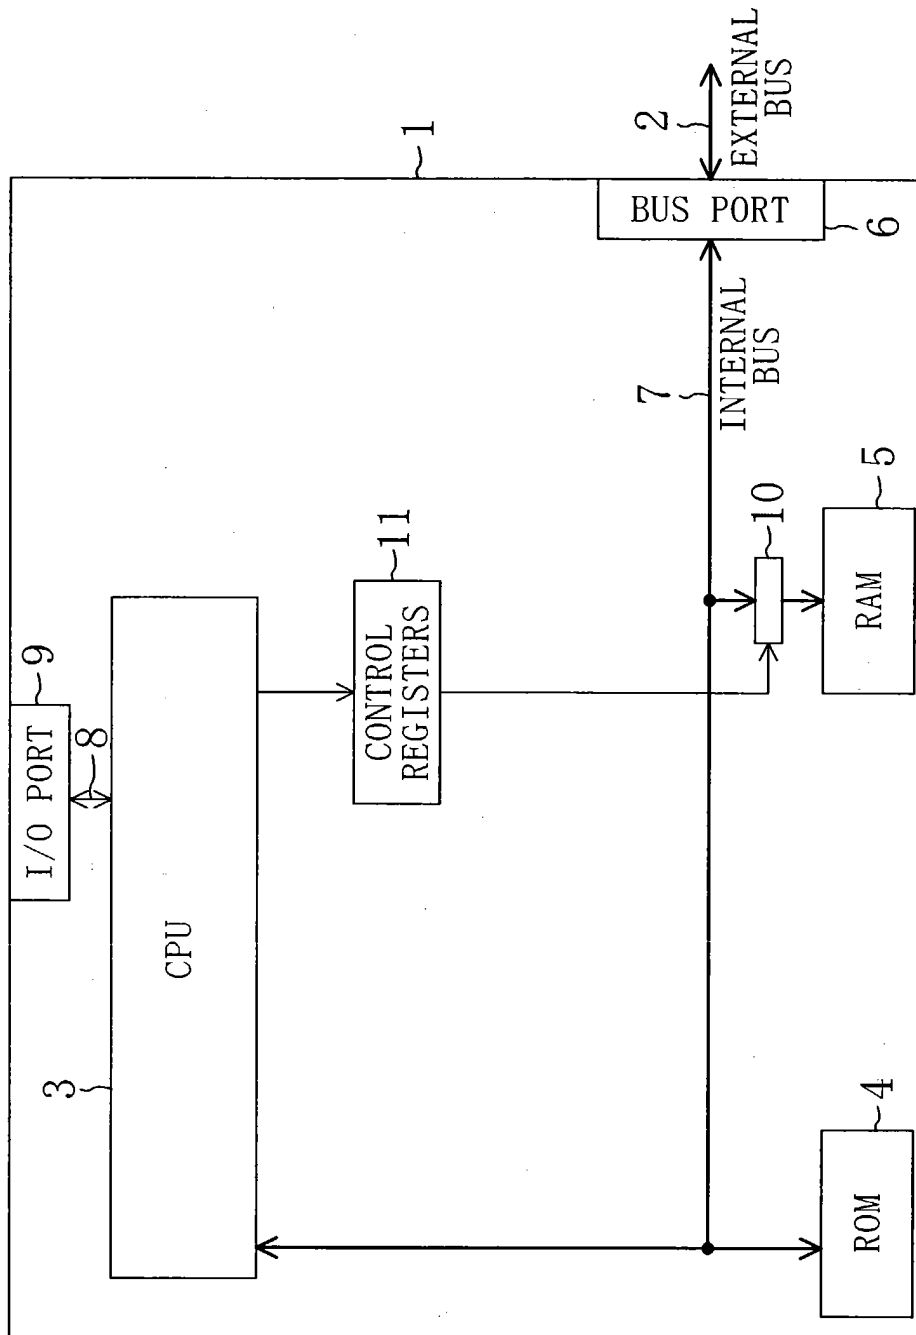 1
2
EXTERNAL
BUS
BUS PORT
6
7
INTERNAL
BUS
9
I/O PORT
8
11
CONTROL
REGISTERS
10
5
RAM
3
CPU
4
ROM